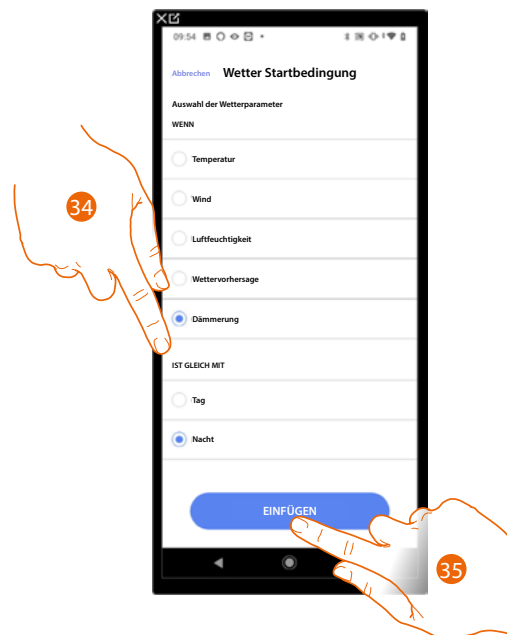 09:54
Abbrechen Wetter Startbedingung
Auswahl der Wetterparameter
WENN
Temperatur
Wind
34
Luftfeuchtigkeit
Wettervorhersage
Dämmerung
IST GLEICH MIT
Tag
Nacht
EINFÜGEN
35